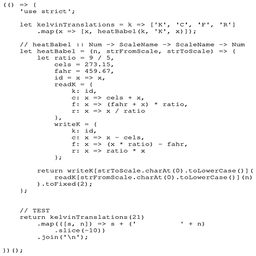 (() => {
'use strict';
let kelvinTranslations = k => ['K', 'C', 'F', 'R']
.map(x => [x, heatBabel(k, 'K', x)]);
// heatBabel :: Num -> ScaleName -> ScaleName -> Num
let heatBabel = (n, strFromScale, strToScale) => {
let ratio = 9 / 5,
cels = 273.15,
fahr = 459.67,
id = x => x,
readK = {
k: id,
c: x => cels + x,
f: x => (fahr + x) * ratio,
r: x => x / ratio
},
writeK = {
k: id,
c: x => x - cels,
f: x => (x * ratio) - fahr,
r: x => ratio * x
};
return writeK[strToScale.charAt(0).toLowerCase()](
readK[strFromScale.charAt(0).toLowerCase()](n)
).toFixed(2);
};
// TEST
return kelvinTranslations(21)
.map(([s, n]) => s + (' ' + n)
.slice(-10))
.join('\n');
})();